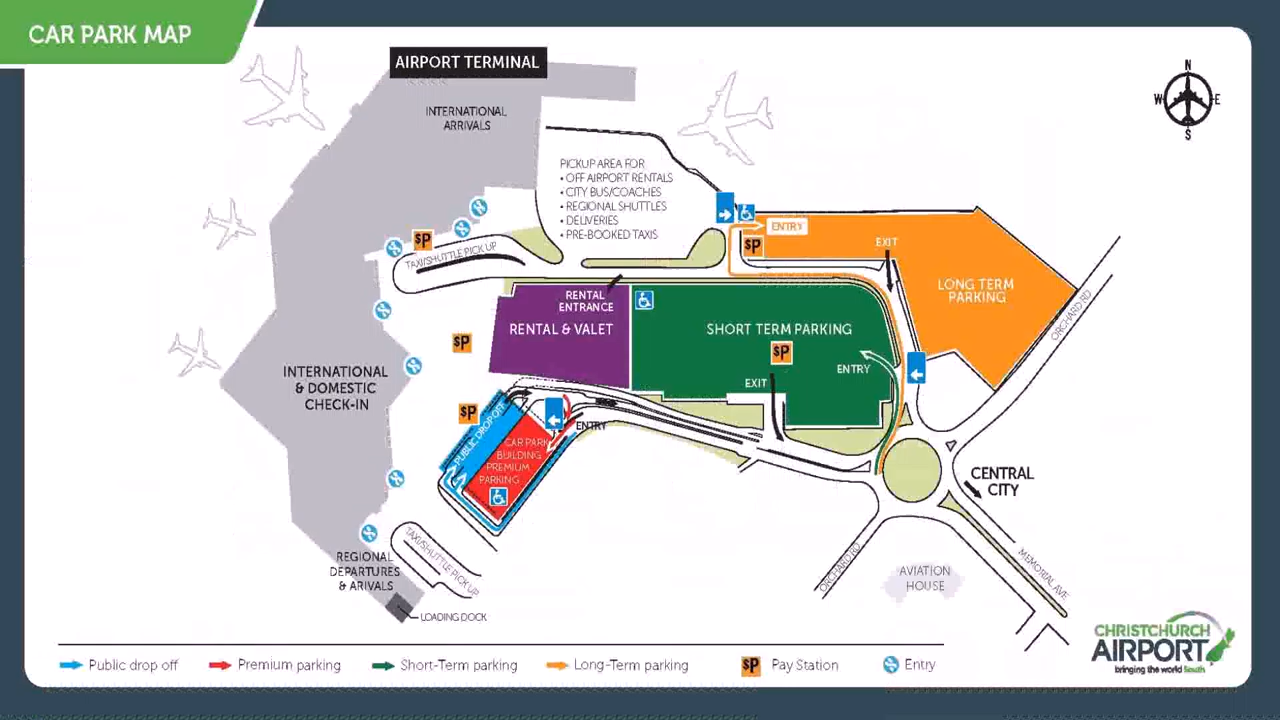 CAR PARK MAP
AIRPORT TERMINAL
INTERNATIONAL
ARRIVALS
N
W E
S
PICKUP AREA FOR
• OFF AIRPORT RENTALS
• CITY BUS/COACHES
• REGIONAL SHUTTLES
• DELIVERIES
• PRE-BOOKED TAXIS
ENTRY
$P
$P
EXIT
TAXI/SHUTTLE PICK UP
LONG TERM
PARKING
RENTAL
ENTRANCE
ORCHARD RD
RENTAL & VALET
SHORT TERM PARKING
$P
$P
ENTRY
EXIT
INTERNATIONAL
& DOMESTIC
CHECK-IN
$P
PUBLIC DROP OFF
ENTRY
CAR PARK
BUILDING
PREMIUM
PARKING
CENTRAL
CITY
TAXI/SHUTTLE PICK UP
REGIONAL
DEPARTURES
& ARIVALS
ORCHARD RD
AVIATION
HOUSE
MEMORIAL AVE
LOADING DOCK
CHRISTCHURCH
AIRPORT
bringing the world South
Public drop off
Premium parking
Short-Term parking
Long-Term parking
$P Pay Station
Entry